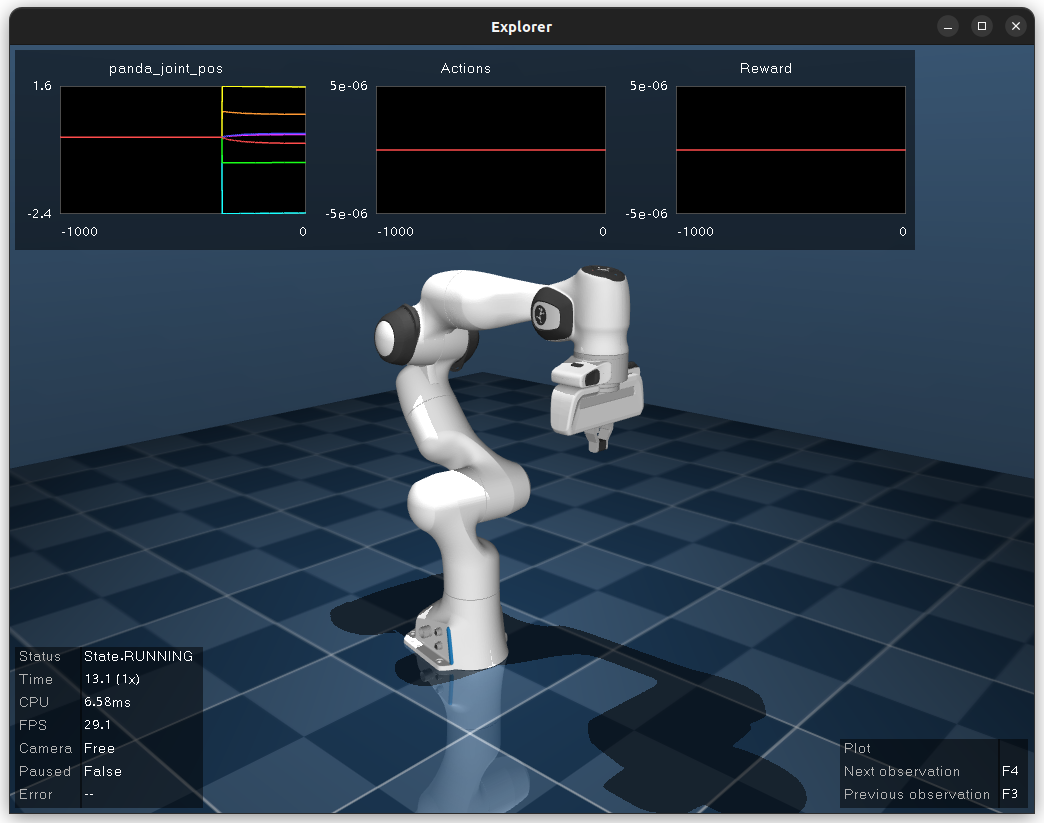 Explorer
panda_joint_pos
1.6
-2.4
-1000 0
Actions
5e-06
-5e-06
-1000 0
Reward
5e-06
-5e-06
-1000 0
Status State.RUNNING
Time 13.1 (1x)
CPU 6.58ms
FPS 29.1
Camera Free
Paused False
Error --
Plot
Next observation F4
Previous observation F3